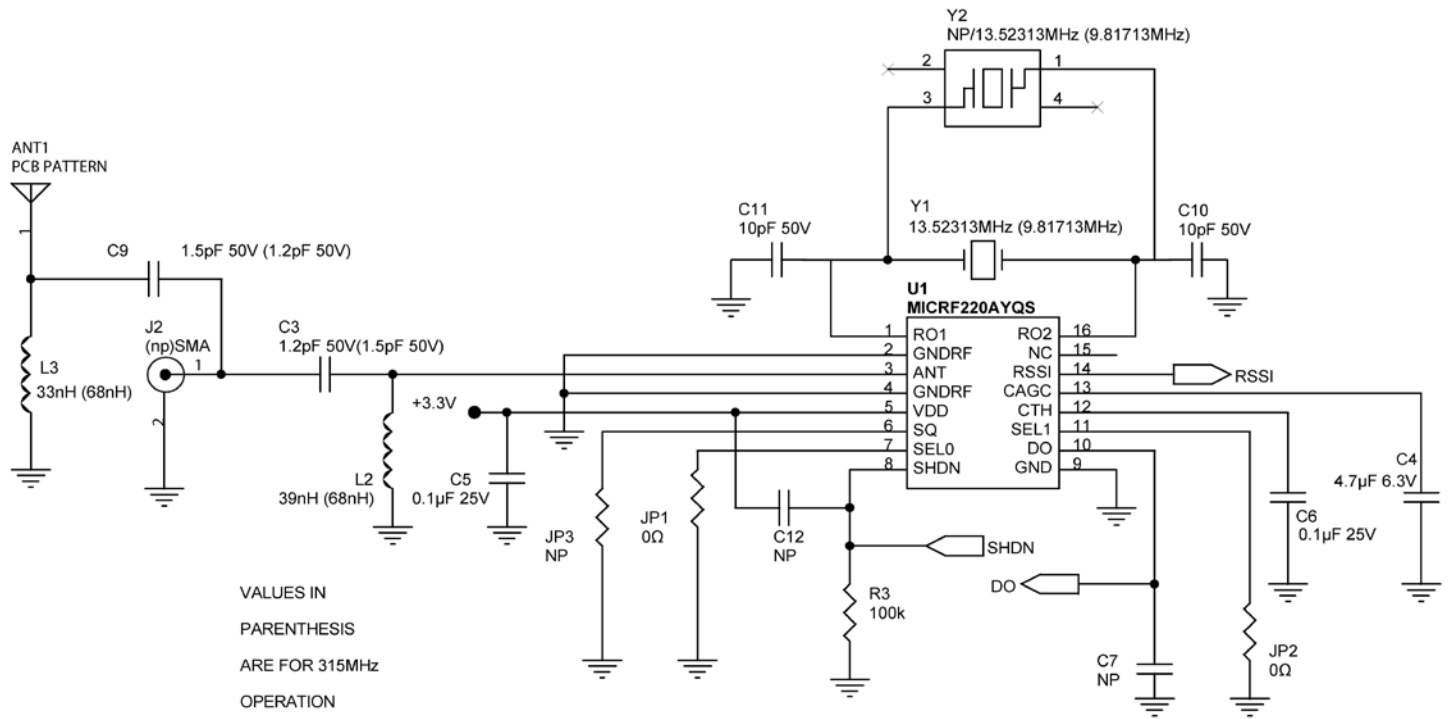 Y2
NP/13.52313MHz (9.81713MHz)
2
1
3
4
ANT1
PCB PATTERN
1
C11
10pF 50V
Y1
13.52313MHz (9.81713MHz)
C10
10pF 50V
C9
1.5pF 50V (1.2pF 50V)
U1
MICRF220AYQS
J2
(np)SMA
1
2
C3
1.2pF 50V(1.5pF 50V)
L3
33nH (68nH)
1 RO1
2 GNDRF
3 ANT
4 GNDRF
5 VDD
6 SQ
7 SEL0
8 SHDN
RO2 16
NC 15
RSSI 14
CAGC 13
CTH 12
SEL1 11
DO 10
GND 9
RSSI
+3.3V
L2
39nH (68nH)
C5
0.1µF 25V
C4
4.7µF 6.3V
JP3
NP
JP1
0Ω
C12
NP
SHDN
C6
0.1µF 25V
DO
R3
100k
C7
NP
JP2
0Ω
VALUES IN
PARENTHESIS
ARE FOR 315MHz
OPERATION